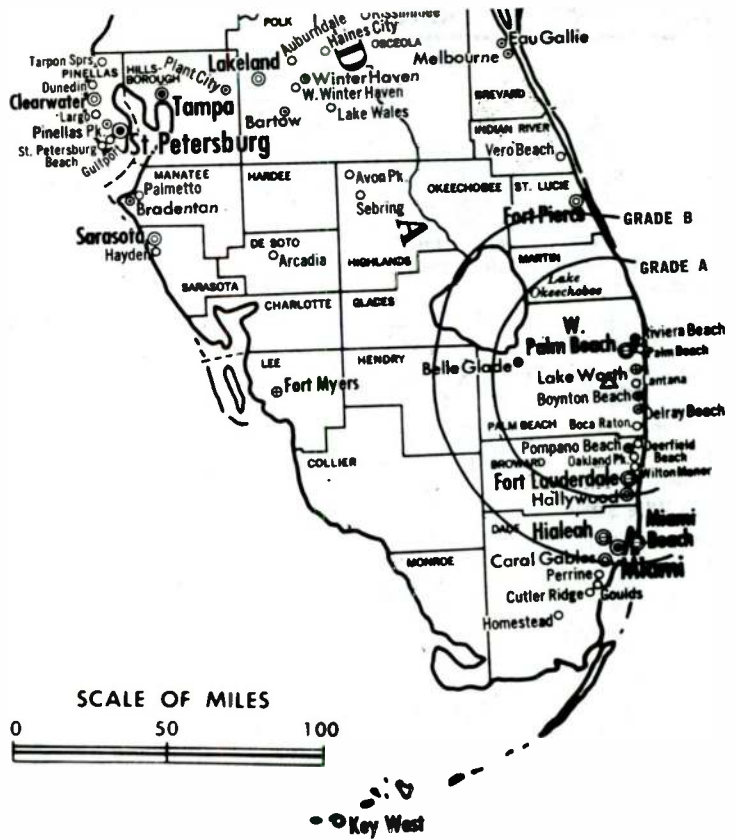 POLK
Kissimmee
Auburndale
Haines City
OSCEOLA
D
Eau Gallie
Melbourne
Tarpon Sprs.
PINELLAS
HILLS-
BOROUGH
Plant City
Lakeland
Dunedin
Clearwater
Tampa
Winter Haven
W. Winter Haven
Lake Wales
BREVARD
Largo
Bartow
Pinellas Pk.
St. Petersburg
St. Petersburg
Beach
Gulfport
INDIAN RIVER
Vero Beach
MANATEE
HARDEE
Avon Pk.
OKEECHOBEE
ST. LUCIE
Palmetto
Bradentan
Sebring
Fort Pierce
GRADE B
A
Sarasota
Hayden
DE SOTO
Arcadia
HIGHLANDS
MARTIN
GRADE A
Lake
Okeechobee
SARASOTA
CHARLOTTE
GLADES
W.
Palm Beach
Riviera Beach
Palm Beach
LEE
HENDRY
Belle Glade
Fort Myers
Lake Worth
Lantana
Boynton Beach
Delray Beach
PALM BEACH
Boca Raton
Pompano Beach
Deerfield
Beach
COLLIER
BROWARD
Oakland Pk.
Fort Lauderdale
Wilton Manor
Hallywood
DADE
Hialeah
Miami
Beach
MONROE
Caral Gables
Miami
Perrine
Cutler Ridge
Goulds
Homestead
SCALE OF MILES
0 50 100
Key West